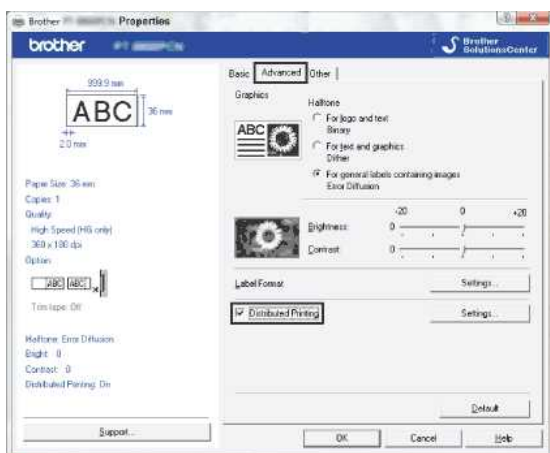 Brother Properties
brother
Brother
SolutionsCenter
999.9 mm
ABC
36 mm
2.0 mm
Paper Size: 36 mm
Copies: 1
Quality:
High Speed (HG only)
360 x 180 dpi
Option:
ABC ABC
Trim tape: Off
Halftone: Error Diffusion
Bright: 0
Contrast: 0
Distributed Printing: On
Support...
Basic Advanced Other
Graphics
ABC
Halftone
For logo and text
Binary
For text and graphics
Dither
For general labels containing images
Error Diffusion
-20 0 +20
Brightness: 0
Contrast: 0
Label Format Settings...
Distributed Printing Settings...
Default
OK Cancel Help